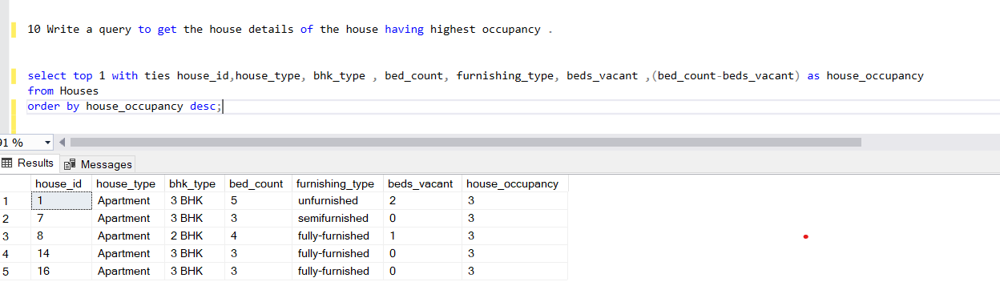 10 Write a query to get the house details of the house having highest occupancy .
select top 1 with ties house_id,house_type, bhk_type , bed_count, furnishing_type, beds_vacant ,(bed_count-beds_vacant) as house_occupancy
from Houses
order by house_occupancy desc;
91 %
Results Messages
house_id house_type bhk_type bed_count furnishing_type beds_vacant house_occupancy
1 1 Apartment 3 BHK 5 unfurnished 2 3
2 7 Apartment 3 BHK 3 semifurnished 0 3
3 8 Apartment 2 BHK 4 fully-furnished 1 3
4 14 Apartment 3 BHK 3 fully-furnished 0 3
5 16 Apartment 3 BHK 3 fully-furnished 0 3